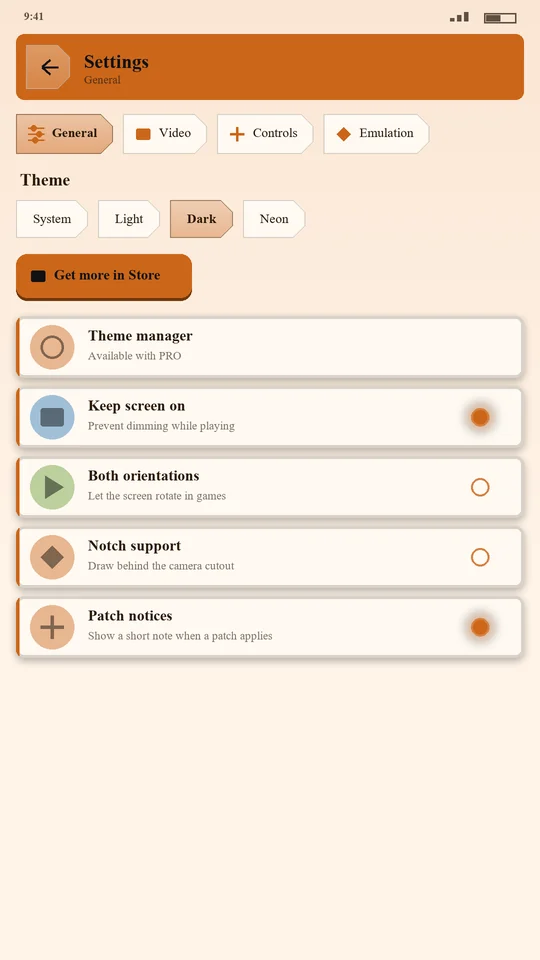 9:41
Settings
General
General
Video
Controls
Emulation
Theme
System
Light
Dark
Neon
Get more in Store
Theme manager
Available with PRO
Keep screen on
Prevent dimming while playing
Both orientations
Let the screen rotate in games
Notch support
Draw behind the camera cutout
Patch notices
Show a short note when a patch applies